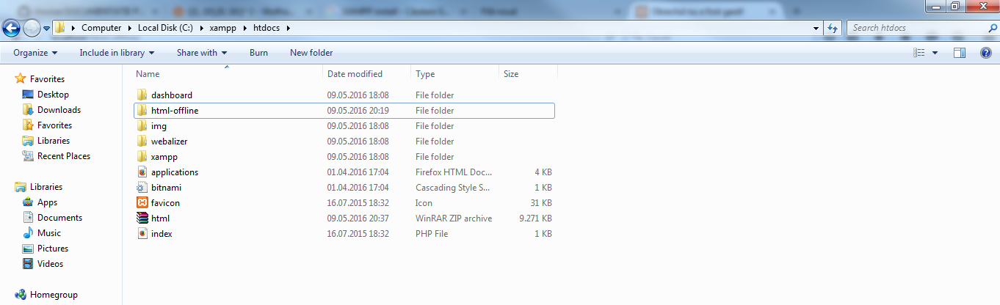 Computer Local Disk (C:) xampp htdocs Search htdocs
Organize Include in library Share with Burn New folder
Name Date modified Type Size
Favorites
Desktop
Downloads
Favorites
Libraries
Recent Places
Libraries
Apps
Documents
Music
Pictures
Videos
Homegroup
dashboard 09.05.2016 18:08 File folder
html-offline 09.05.2016 20:19 File folder
img 09.05.2016 18:08 File folder
webalizer 09.05.2016 18:08 File folder
xampp 09.05.2016 18:08 File folder
applications 01.04.2016 17:04 Firefox HTML Doc... 4 KB
bitnami 01.04.2016 17:04 Cascading Style S... 1 KB
favicon 16.07.2015 18:32 Icon 31 KB
html 09.05.2016 20:37 WinRAR ZIP archive 9.271 KB
index 16.07.2015 18:32 PHP File 1 KB